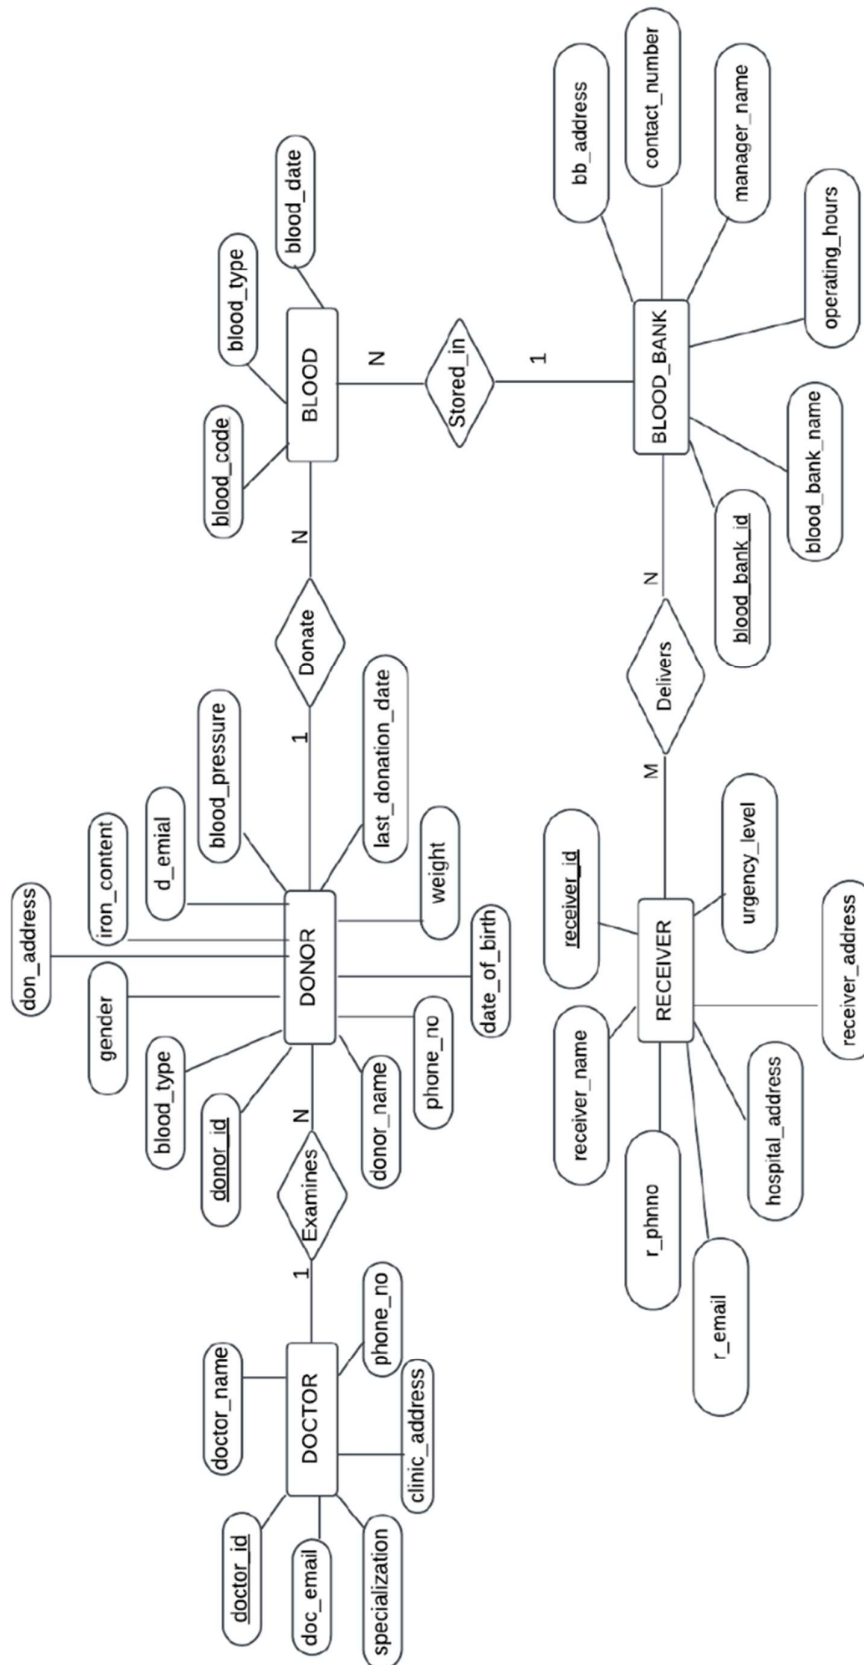 don_address
iron_content
gender
d_emial
blood_type
blood_pressure
donor_id
blood_code
blood_type
blood_date
doctor_name
doctor_id
doc_email
specialization
DOCTOR
1
Examines
N
DONOR
1
Donate
N
BLOOD
phone_no
clinic_address
donor_name
phone_no
date_of_birth
weight
last_donation_date
N
Stored_in
1
receiver_id
receiver_name
r_phnno
r_email
hospital_address
RECEIVER
M
Delivers
N
BLOOD_BANK
bb_address
contact_number
manager_name
operating_hours
urgency_level
receiver_address
blood_bank_id
blood_bank_name